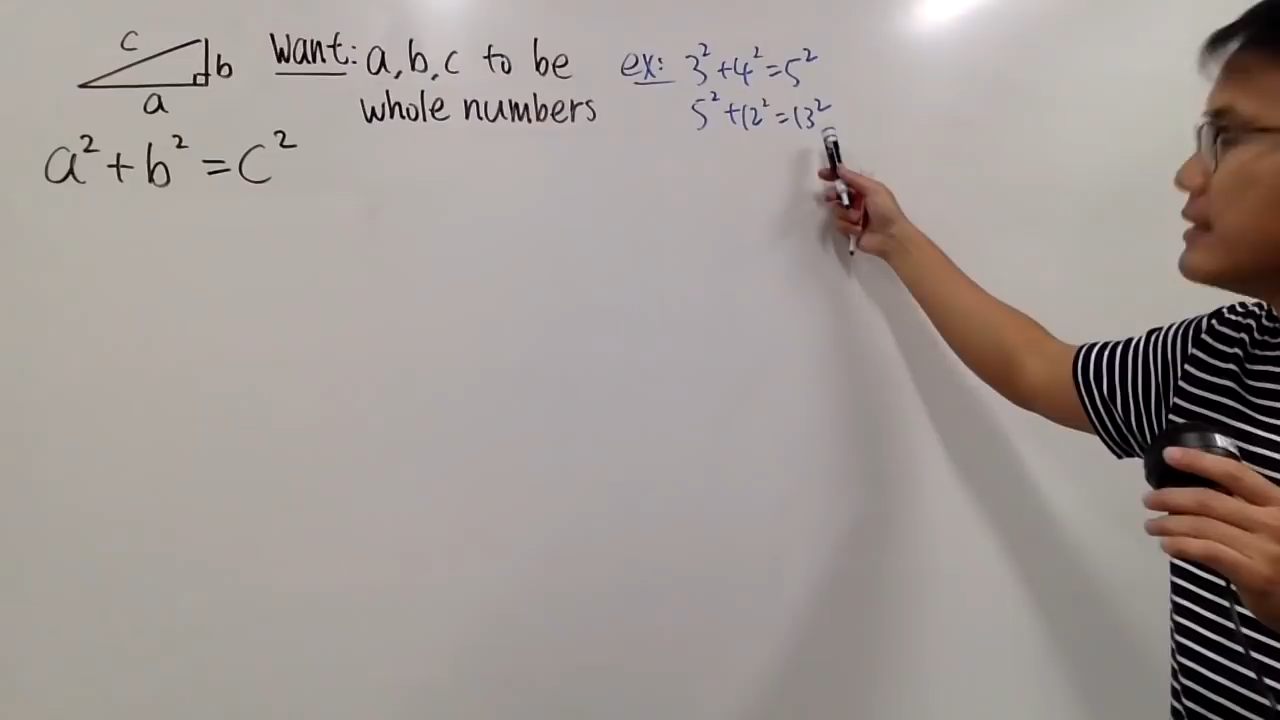 c
b
a
Want: a, b, c to be
whole numbers
ex: 3² + 4² = 5²
5² + 12² = 13²
a² + b² = c²